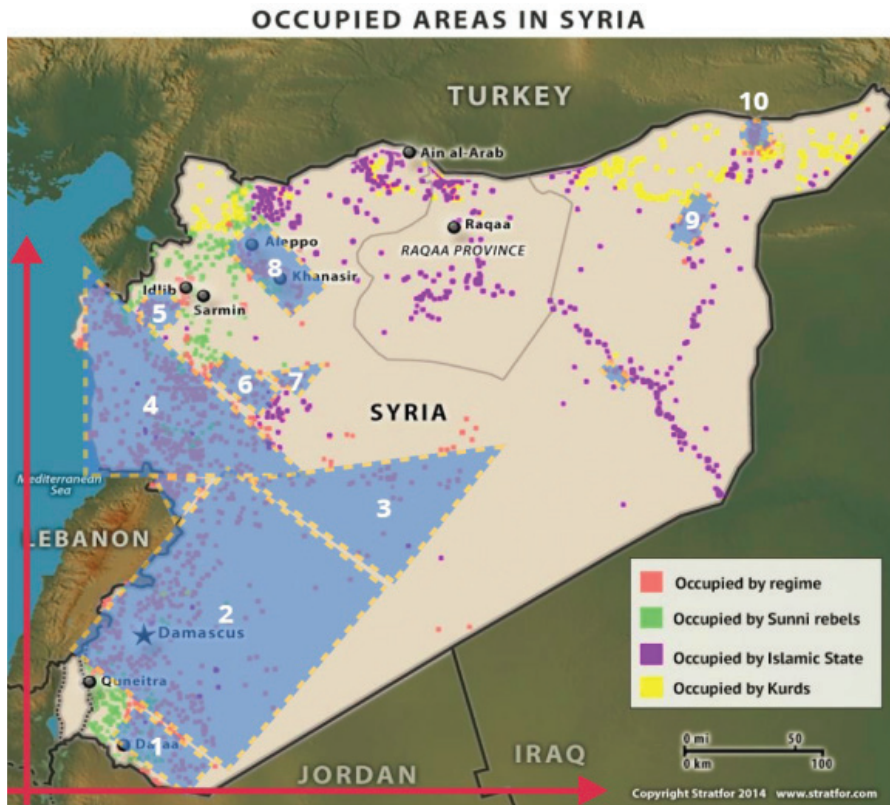 OCCUPIED AREAS IN SYRIA
TURKEY
10
Ain al-Arab
9
Raqaa
RAQAA PROVINCE
Aleppo
8
Khanasir
Idlib
Sarmin
5
6
7
4
SYRIA
Mediterranean
Sea
3
LEBANON
2
Damascus
Quneitra
1
Daraa
JORDAN
IRAQ
Occupied by regime
Occupied by Sunni rebels
Occupied by Islamic State
Occupied by Kurds
0 mi 50
0 km 100
Copyright Stratfor 2014 www.stratfor.com